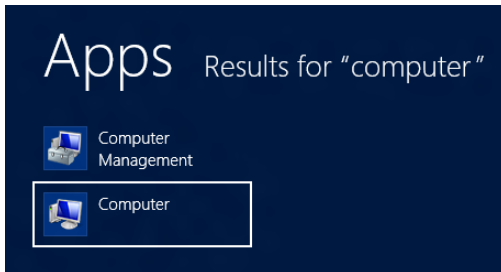 Apps Results for “computer”
Computer
Management
Computer